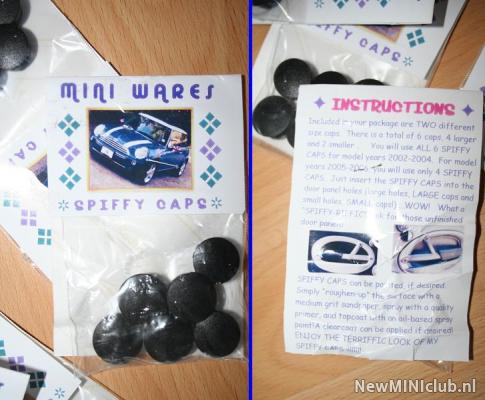 MINI WARES
SPIFFY CAPS
SPIFFY CAPS
INSTRUCTIONS
Included in your package are TWO different
size caps. There is a total of 6 caps, 4 larger
and 2 smaller. You will use ALL 6 SPIFFY
CAPS for model years 2002-2004. For model
years 2005- you will use only 4 SPIFFY
CAPS. Just insert the SPIFFY CAPS into the
door panel holes (large holes, LARGE caps and
small holes, SMALL caps!). WOW! What a
"SPIFFY-RIFFIC" look for those unfinished
door panels!
SPIFFY CAPS can be painted, if desired.
Simply "roughen-up" the surface with a
medium grit sandpaper, spray with a quality
primer, and topcoat with an oil-based spray
paint! A clearcoat can be applied if desired!
ENJOY THE TERRIFIC LOOK OF MY
SPIFFY CAPS
NewMINIclub.nl